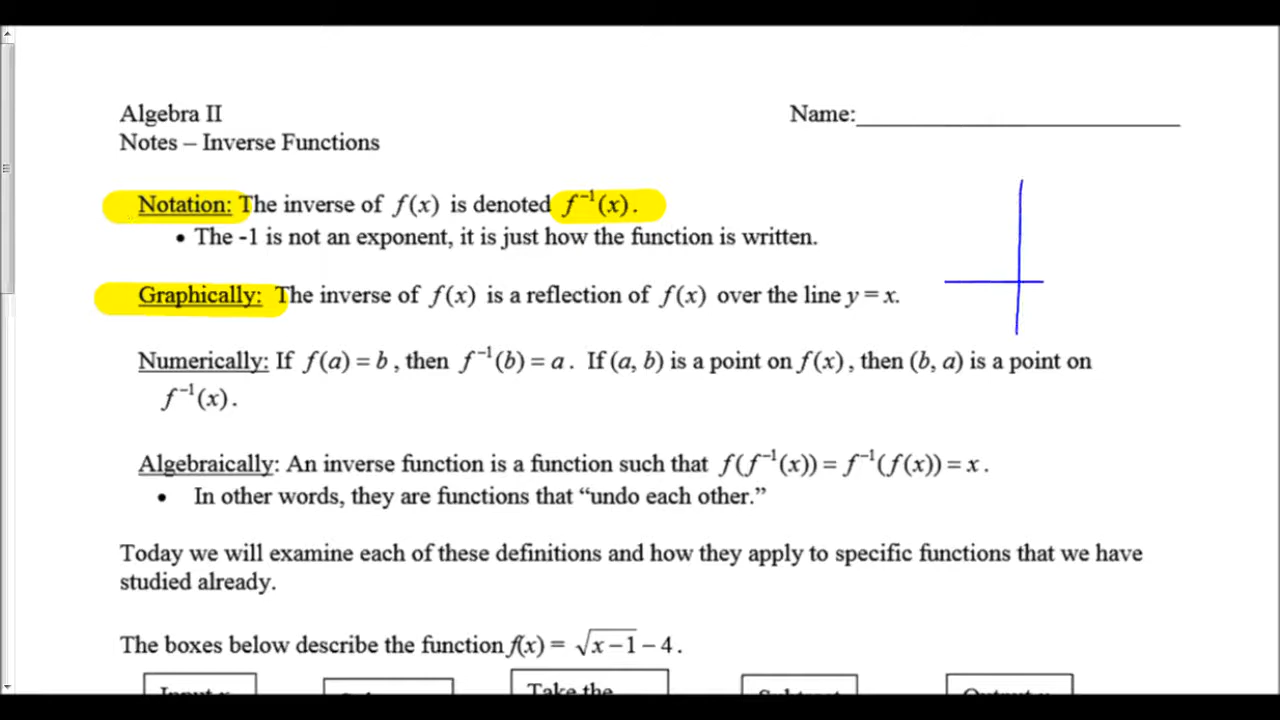 Algebra II
Name:
Notes – Inverse Functions
Notation: The inverse of f(x) is denoted f⁻¹(x).
• The -1 is not an exponent, it is just how the function is written.
Graphically: The inverse of f(x) is a reflection of f(x) over the line y = x.
Numerically: If f(a) = b, then f⁻¹(b) = a. If (a, b) is a point on f(x), then (b, a) is a point on
f⁻¹(x).
Algebraically: An inverse function is a function such that f(f⁻¹(x)) = f⁻¹(f(x)) = x.
• In other words, they are functions that “undo each other.”
Today we will examine each of these definitions and how they apply to specific functions that we have
studied already.
The boxes below describe the function f(x) = √(x−1) − 4.
Take the